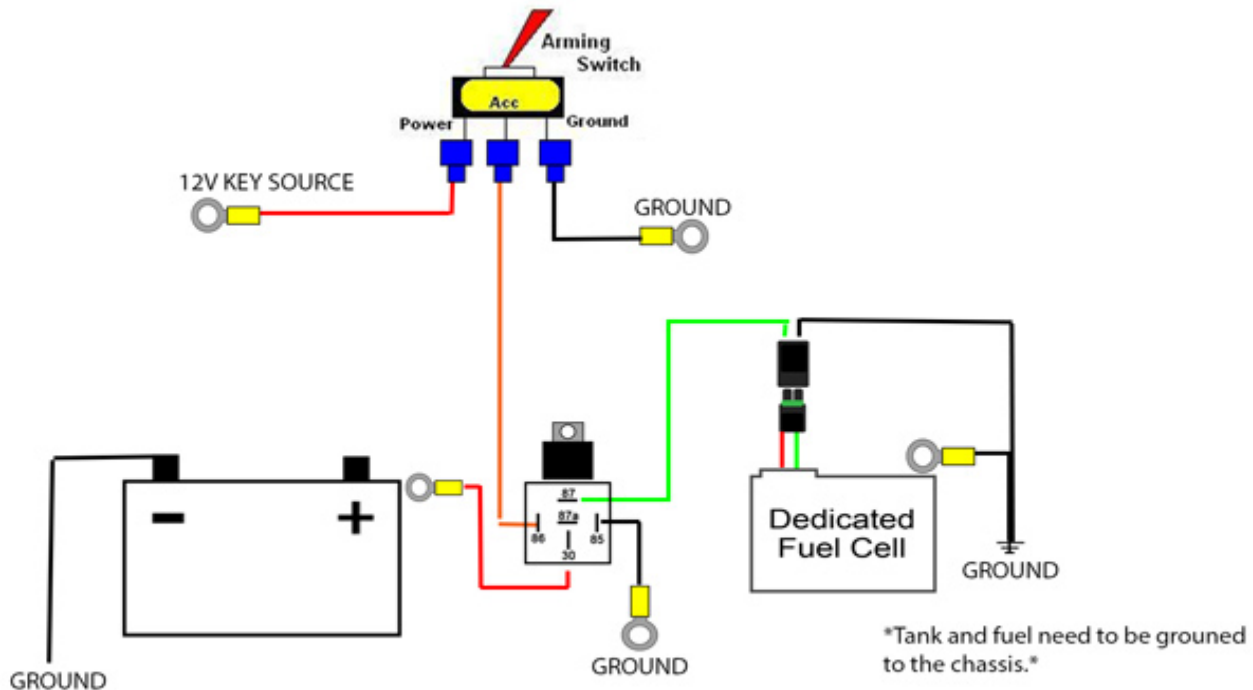 Arming
Switch
Acc
Power
Ground
12V KEY SOURCE
GROUND
87
87a
86
85
30
- +
Dedicated
Fuel Cell
GROUND
*Tank and fuel need to be grouned
to the chassis.*
GROUND
GROUND